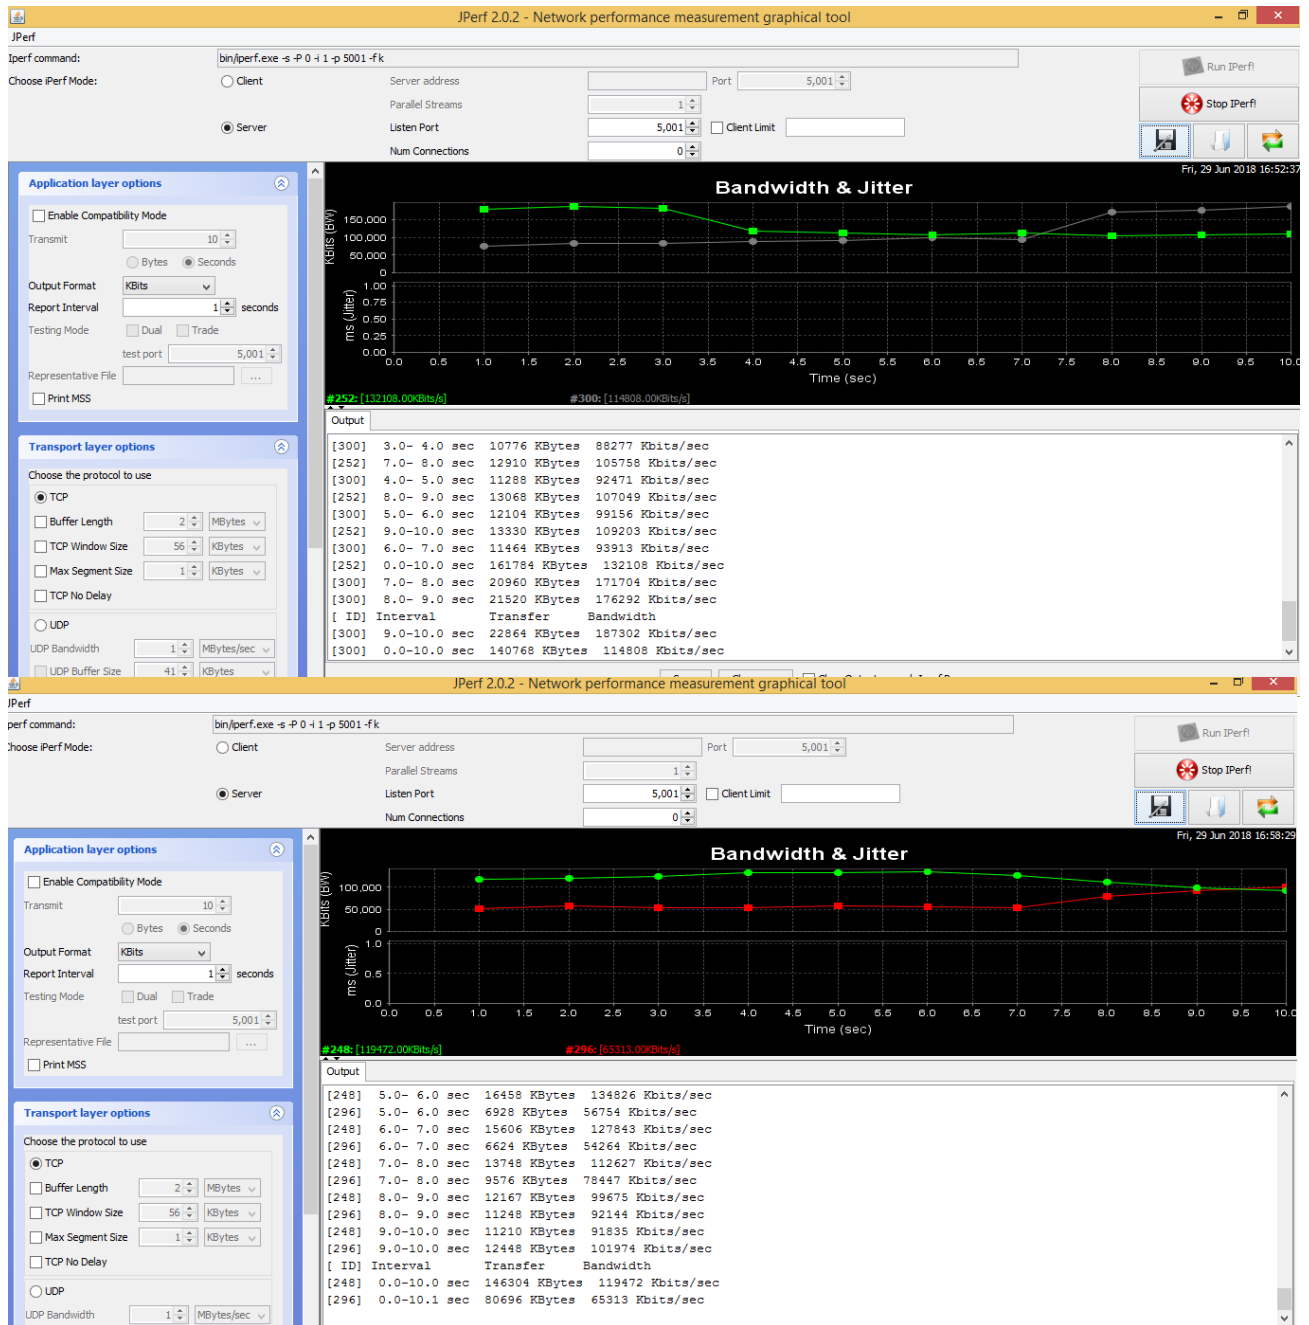 JPerf 2.0.2 - Network performance measurement graphical tool
JPerf
Iperf command: bin/iperf.exe -s -P 0 -i 1 -p 5001 -f k
Choose iPerf Mode: Client Server address Port 5,001 Run IPerf!
Parallel Streams 1 Stop IPerf!
Server Listen Port 5,001 Client Limit
Num Connections 0
Fri, 29 Jun 2018 16:52:37
Application layer options
Enable Compatibility Mode
Transmit 10
Bytes Seconds
Output Format KBits
Report Interval 1 seconds
Testing Mode Dual Trade
test port 5,001
Representative File ...
Print MSS
Transport layer options
Choose the protocol to use
TCP
Buffer Length 2 MBytes
TCP Window Size 56 KBytes
Max Segment Size 1 KBytes
TCP No Delay
UDP
UDP Bandwidth 1 MBytes/sec
UDP Buffer Size 41 KBytes
Bandwidth & Jitter
KBits (BW)
150,000
100,000
50,000
0
ms (Jitter)
1.00
0.75
0.50
0.25
0.00
0.0 0.5 1.0 1.5 2.0 2.5 3.0 3.5 4.0 4.5 5.0 5.5 6.0 6.5 7.0 7.5 8.0 8.5 9.0 9.5 10.0
Time (sec)
#252: [132108.00KBits/s] #300: [114808.00KBits/s]
Output
[300] 3.0- 4.0 sec 10776 KBytes 88277 Kbits/sec
[252] 7.0- 8.0 sec 12910 KBytes 105758 Kbits/sec
[300] 4.0- 5.0 sec 11288 KBytes 92471 Kbits/sec
[252] 8.0- 9.0 sec 13068 KBytes 107049 Kbits/sec
[300] 5.0- 6.0 sec 12104 KBytes 99156 Kbits/sec
[252] 9.0-10.0 sec 13330 KBytes 109203 Kbits/sec
[300] 6.0- 7.0 sec 11464 KBytes 93913 Kbits/sec
[252] 0.0-10.0 sec 161784 KBytes 132108 Kbits/sec
[300] 7.0- 8.0 sec 20960 KBytes 171704 Kbits/sec
[300] 8.0- 9.0 sec 21520 KBytes 176292 Kbits/sec
[ ID] Interval Transfer Bandwidth
[300] 9.0-10.0 sec 22864 KBytes 187302 Kbits/sec
[300] 0.0-10.0 sec 140768 KBytes 114808 Kbits/sec
JPerf 2.0.2 - Network performance measurement graphical tool
JPerf
perf command: bin/iperf.exe -s -P 0 -i 1 -p 5001 -f k
Choose iPerf Mode: Client Server address Port 5,001 Run IPerf!
Parallel Streams 1 Stop IPerf!
Server Listen Port 5,001 Client Limit
Num Connections 0
Fri, 29 Jun 2018 16:58:29
Application layer options
Enable Compatibility Mode
Transmit 10
Bytes Seconds
Output Format KBits
Report Interval 1 seconds
Testing Mode Dual Trade
test port 5,001
Representative File ...
Print MSS
Transport layer options
Choose the protocol to use
TCP
Buffer Length 2 MBytes
TCP Window Size 56 KBytes
Max Segment Size 1 KBytes
TCP No Delay
UDP
UDP Bandwidth 1 MBytes/sec
Bandwidth & Jitter
KBits (BW)
100,000
50,000
0
ms (Jitter)
1.0
0.5
0.0
0.0 0.5 1.0 1.5 2.0 2.5 3.0 3.5 4.0 4.5 5.0 5.5 6.0 6.5 7.0 7.5 8.0 8.5 9.0 9.5 10.0
Time (sec)
#248: [119472.00KBits/s] #296: [65313.00KBits/s]
Output
[248] 5.0- 6.0 sec 16458 KBytes 134826 Kbits/sec
[296] 5.0- 6.0 sec 6928 KBytes 56754 Kbits/sec
[248] 6.0- 7.0 sec 15606 KBytes 127843 Kbits/sec
[296] 6.0- 7.0 sec 6624 KBytes 54264 Kbits/sec
[248] 7.0- 8.0 sec 13748 KBytes 112627 Kbits/sec
[296] 7.0- 8.0 sec 9576 KBytes 78447 Kbits/sec
[248] 8.0- 9.0 sec 12167 KBytes 99675 Kbits/sec
[296] 8.0- 9.0 sec 11248 KBytes 92144 Kbits/sec
[248] 9.0-10.0 sec 11210 KBytes 91835 Kbits/sec
[296] 9.0-10.0 sec 12448 KBytes 101974 Kbits/sec
[ ID] Interval Transfer Bandwidth
[248] 0.0-10.0 sec 146304 KBytes 119472 Kbits/sec
[296] 0.0-10.1 sec 80696 KBytes 65313 Kbits/sec